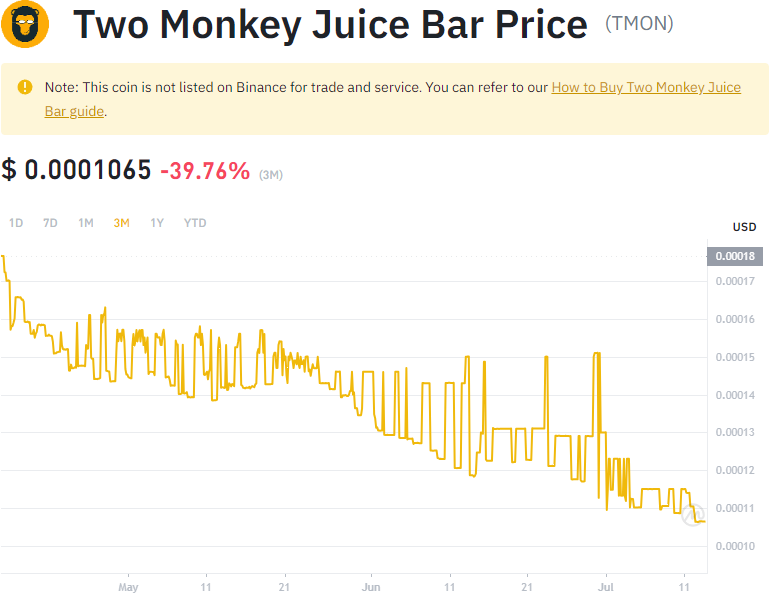 Two Monkey Juice Bar Price (TMON)
Note: This coin is not listed on Binance for trade and service. You can refer to our How to Buy Two Monkey Juice
Bar guide.
$ 0.0001065 -39.76% (3M)
1D 7D 1M 3M 1Y YTD
USD
0.00018
0.00017
0.00016
0.00015
0.00014
0.00013
0.00012
0.00011
0.00010
May 11 21 Jun 11 21 Jul 11